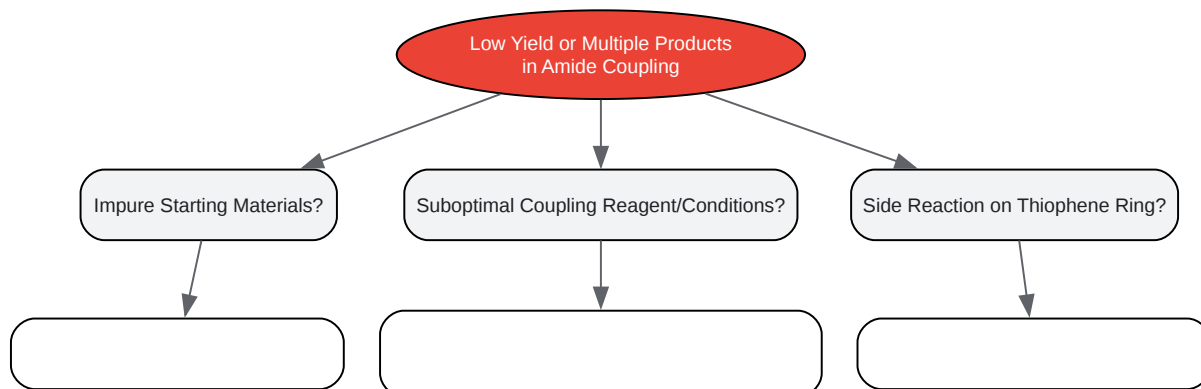 Low Yield or Multiple Products
in Amide Coupling
Impure Starting Materials?
Suboptimal Coupling Reagent/Conditions?
Side Reaction on Thiophene Ring?